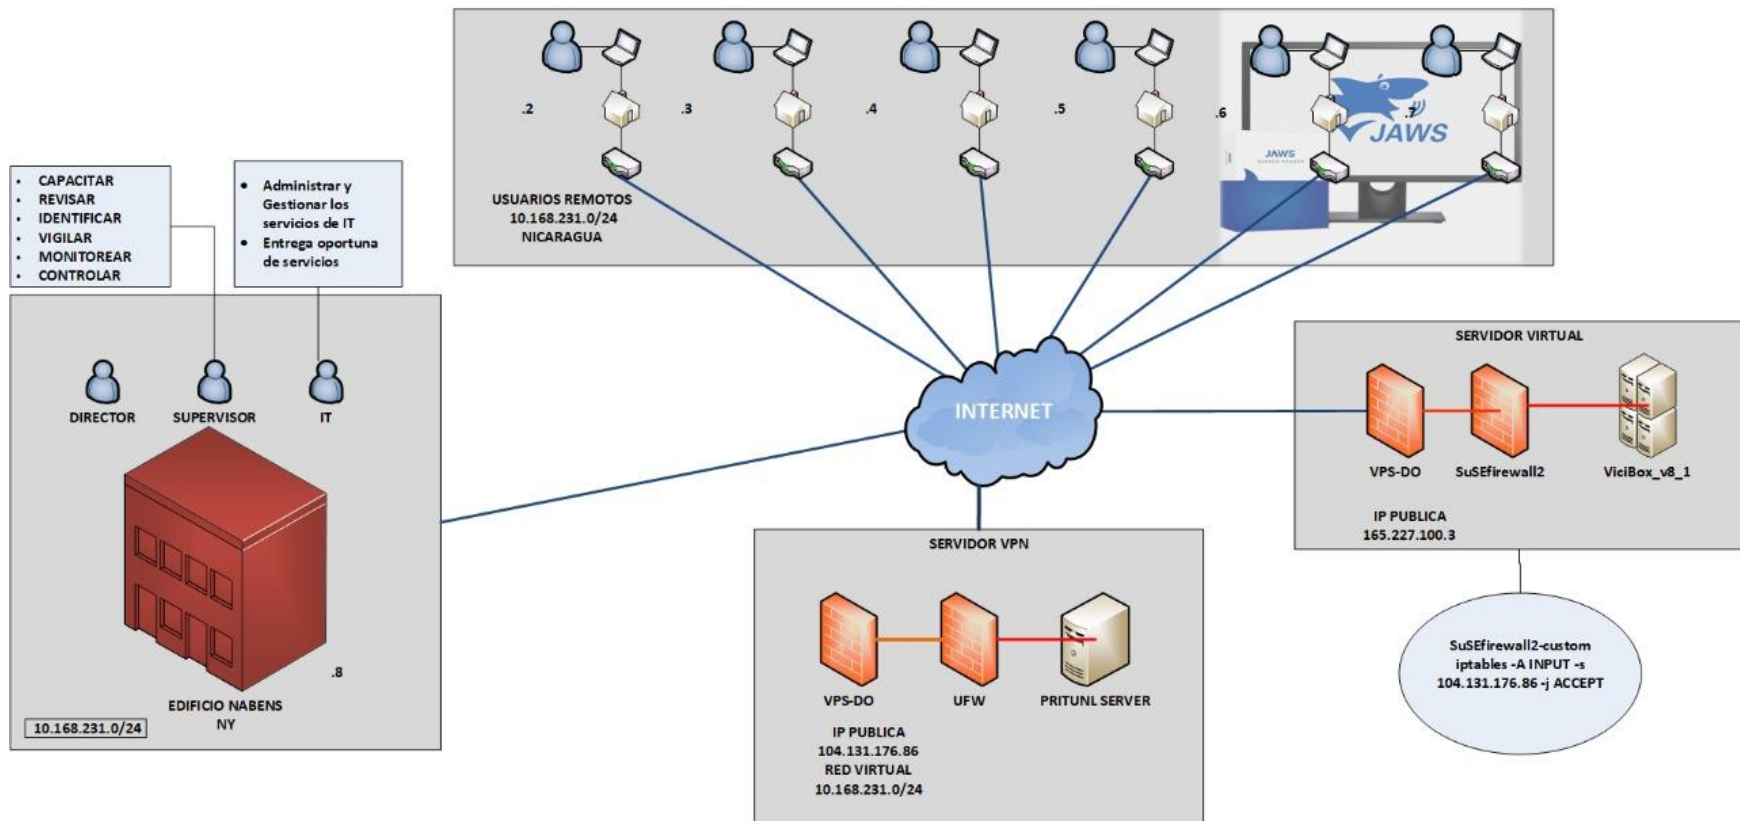 .2
.3
.4
.5
.6
.7
JAWS
JAWS
USUARIOS REMOTOS
10.168.231.0/24
NICARAGUA
• CAPACITAR
• REVISAR
• IDENTIFICAR
• VIGILAR
• MONITOREAR
• CONTROLAR
• Administrar y
Gestionar los
servicios de IT
• Entrega oportuna
de servicios
DIRECTOR
SUPERVISOR
IT
.8
EDIFICIO NABENS
NY
10.168.231.0/24
INTERNET
SERVIDOR VIRTUAL
VPS-DO
SuSEfirewall2
ViciBox_v8_1
IP PUBLICA
165.227.100.3
SuSEfirewall2-custom
iptables -A INPUT -s
104.131.176.86 -j ACCEPT
SERVIDOR VPN
VPS-DO
UFW
PRITUNL SERVER
IP PUBLICA
104.131.176.86
RED VIRTUAL
10.168.231.0/24